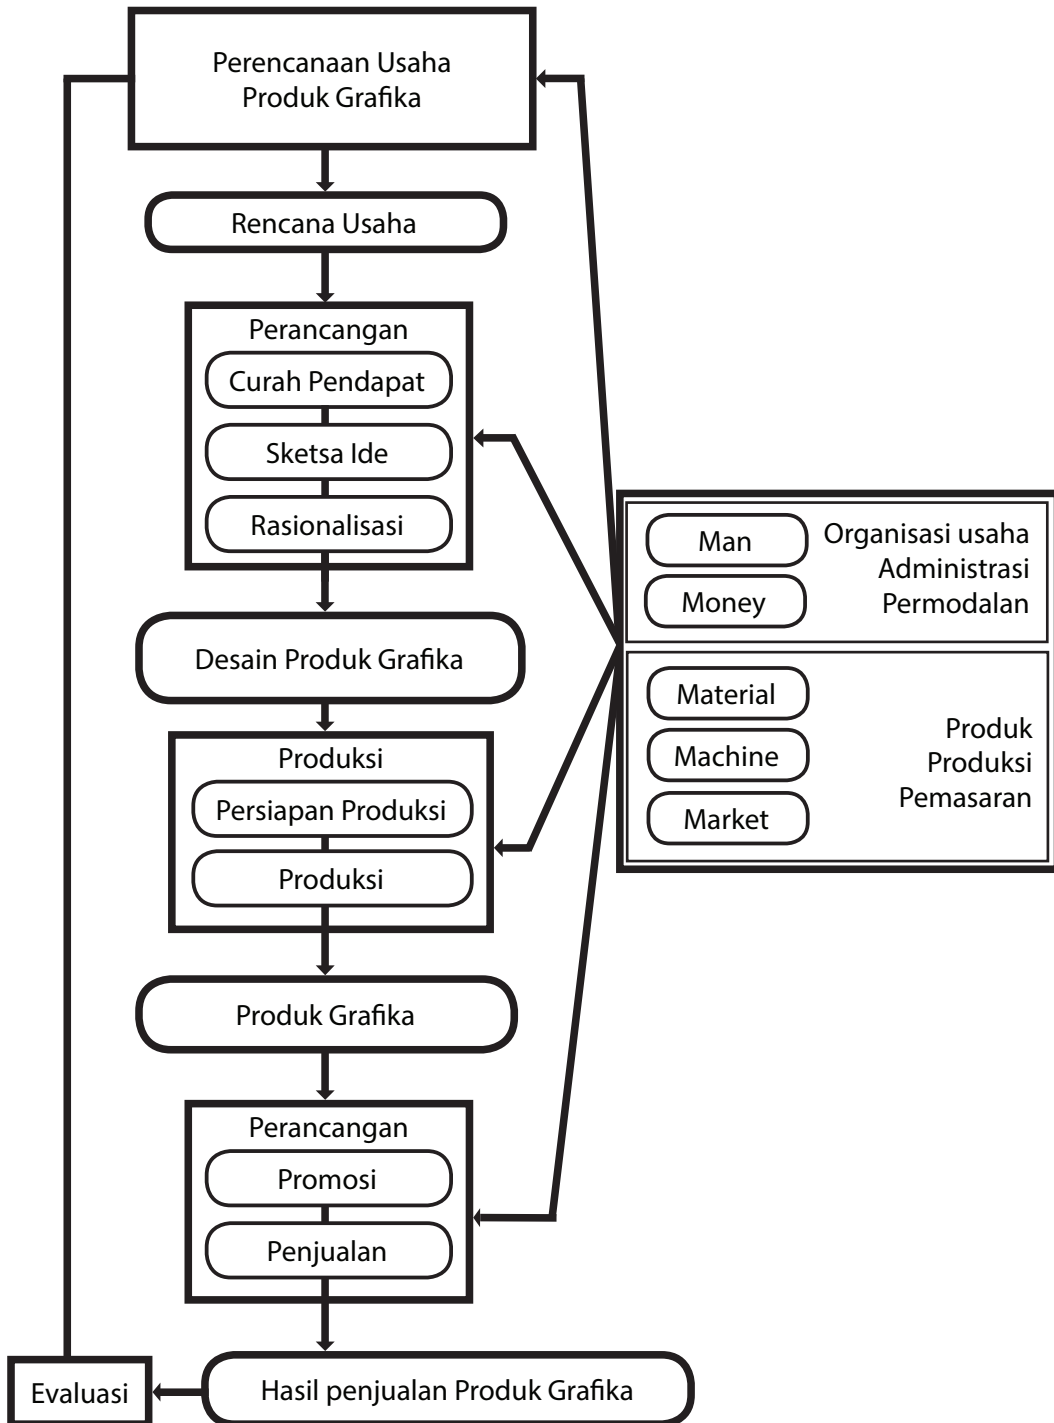 Perencanaan Usaha
Produk Grafika
Rencana Usaha
Perancangan
Curah Pendapat
Sketsa Ide
Rasionalisasi
Desain Produk Grafika
Produksi
Persiapan Produksi
Produksi
Produk Grafika
Perancangan
Promosi
Penjualan
Hasil penjualan Produk Grafika
Evaluasi
Man
Money
Organisasi usaha
Administrasi
Permodalan
Material
Machine
Market
Produk
Produksi
Pemasaran